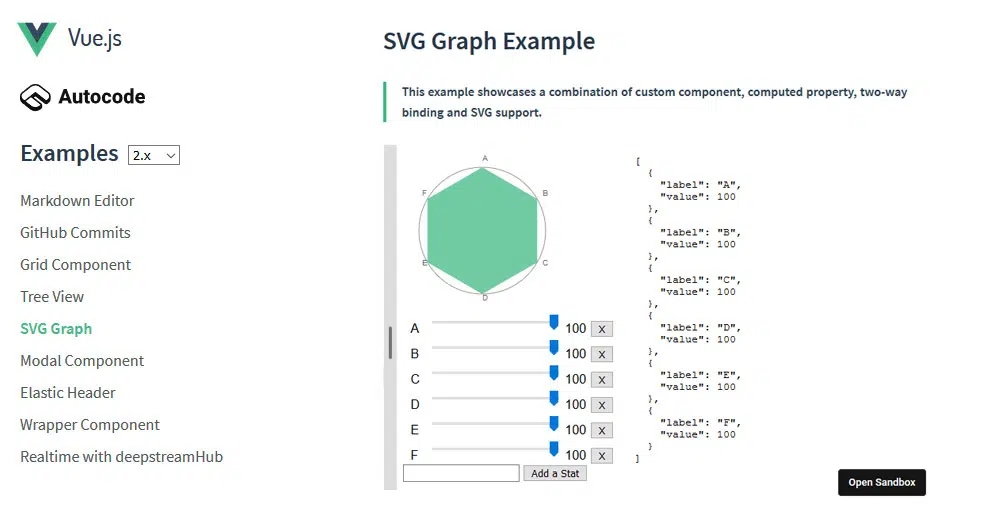 Vue.js
Autocode
Examples 2.x
Markdown Editor
GitHub Commits
Grid Component
Tree View
SVG Graph
Modal Component
Elastic Header
Wrapper Component
Realtime with deepstreamHub
SVG Graph Example
This example showcases a combination of custom component, computed property, two-way
binding and SVG support.
A
F B
E C
D
A 100 X
B 100 X
C 100 X
D 100 X
E 100 X
F 100 X
Add a Stat
[
{
"label": "A",
"value": 100
},
{
"label": "B",
"value": 100
},
{
"label": "C",
"value": 100
},
{
"label": "D",
"value": 100
},
{
"label": "E",
"value": 100
},
{
"label": "F",
"value": 100
}
]
Open Sandbox